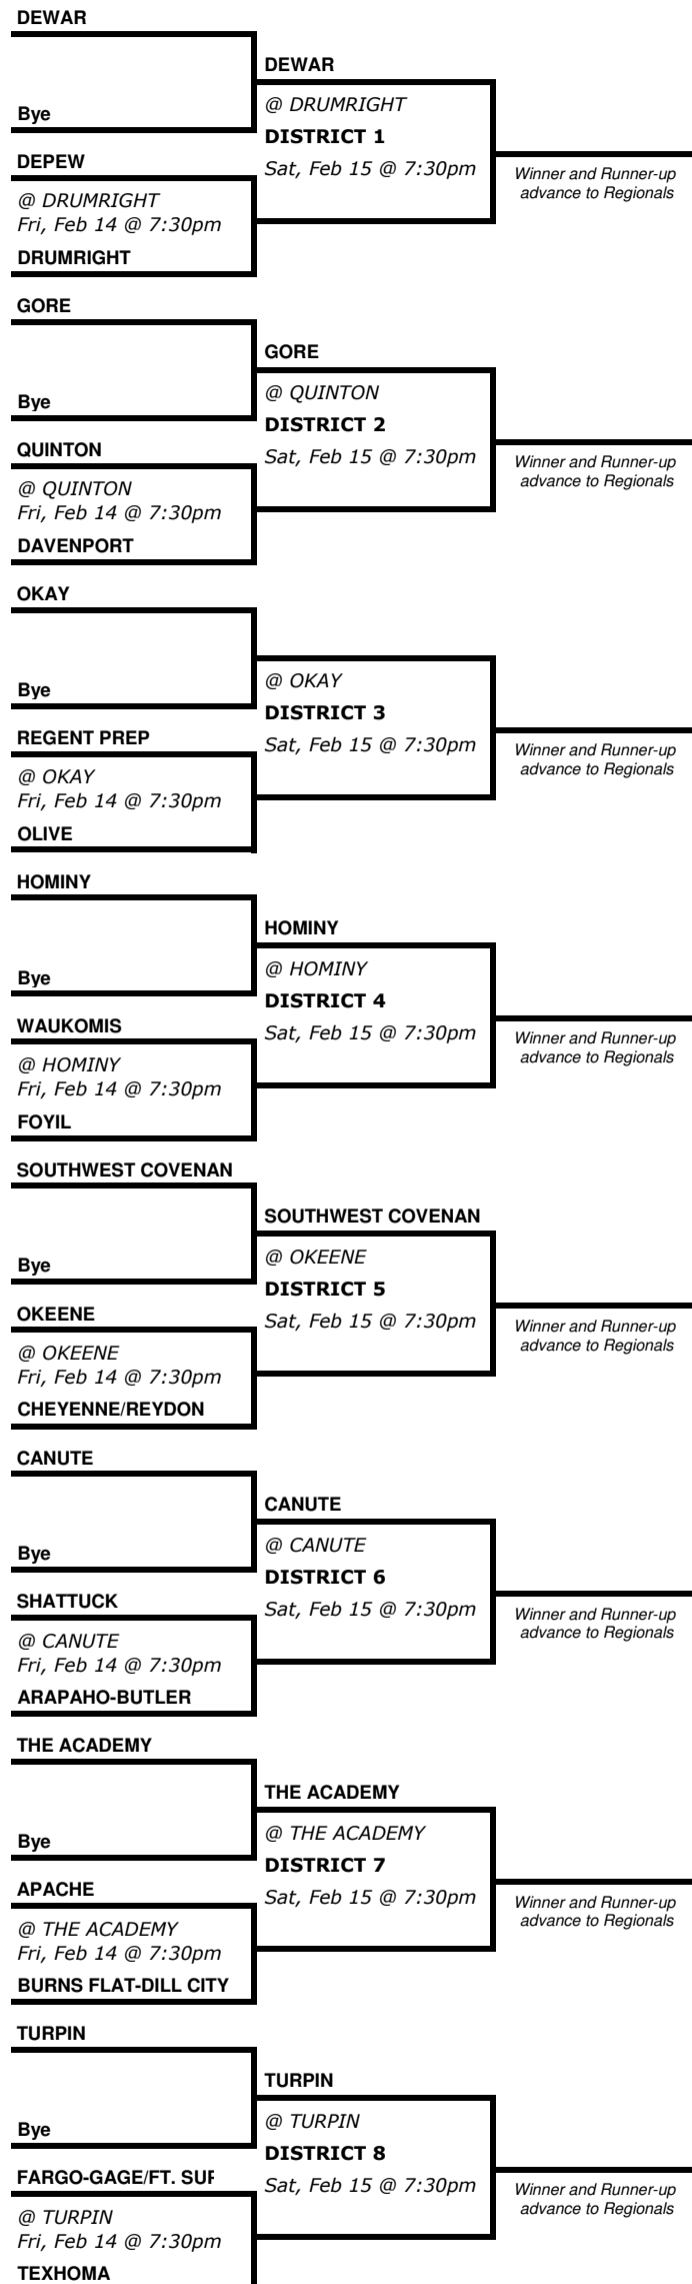 DEWAR
DEWAR
@ DRUMRIGHT
Bye
DISTRICT 1
DEPEW
Sat, Feb 15 @ 7:30pm
Winner and Runner-up
advance to Regionals
@ DRUMRIGHT
Fri, Feb 14 @ 7:30pm
DRUMRIGHT
GORE
GORE
@ QUINTON
Bye
DISTRICT 2
QUINTON
Sat, Feb 15 @ 7:30pm
Winner and Runner-up
advance to Regionals
@ QUINTON
Fri, Feb 14 @ 7:30pm
DAVENPORT
OKAY
@ OKAY
Bye
DISTRICT 3
REGENT PREP
Sat, Feb 15 @ 7:30pm
Winner and Runner-up
advance to Regionals
@ OKAY
Fri, Feb 14 @ 7:30pm
OLIVE
HOMINY
HOMINY
@ HOMINY
Bye
DISTRICT 4
WAUKOMIS
Sat, Feb 15 @ 7:30pm
Winner and Runner-up
advance to Regionals
@ HOMINY
Fri, Feb 14 @ 7:30pm
FOYIL
SOUTHWEST COVENAN
SOUTHWEST COVENAN
@ OKEENE
Bye
DISTRICT 5
OKEENE
Sat, Feb 15 @ 7:30pm
Winner and Runner-up
advance to Regionals
@ OKEENE
Fri, Feb 14 @ 7:30pm
CHEYENNE/REYDON
CANUTE
CANUTE
@ CANUTE
Bye
DISTRICT 6
SHATTUCK
Sat, Feb 15 @ 7:30pm
Winner and Runner-up
advance to Regionals
@ CANUTE
Fri, Feb 14 @ 7:30pm
ARAPAHO-BUTLER
THE ACADEMY
THE ACADEMY
@ THE ACADEMY
Bye
DISTRICT 7
APACHE
Sat, Feb 15 @ 7:30pm
Winner and Runner-up
advance to Regionals
@ THE ACADEMY
Fri, Feb 14 @ 7:30pm
BURNS FLAT-DILL CITY
TURPIN
TURPIN
@ TURPIN
Bye
DISTRICT 8
FARGO-GAGE/FT. SUF
Sat, Feb 15 @ 7:30pm
Winner and Runner-up
advance to Regionals
@ TURPIN
Fri, Feb 14 @ 7:30pm
TEXHOMA